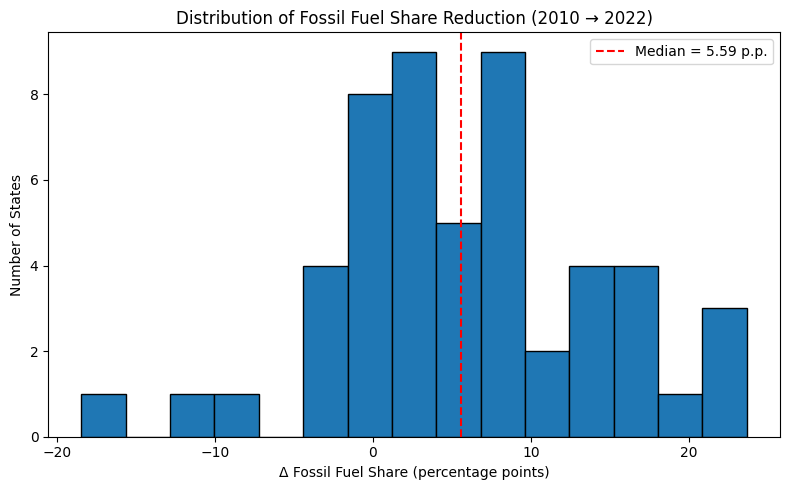 Distribution of Fossil Fuel Share Reduction (2010 → 2022)
Median = 5.59 p.p.
Number of States
8
6
4
2
0
−20
−10
0
10
20
Δ Fossil Fuel Share (percentage points)